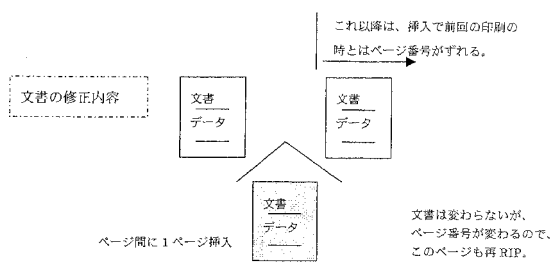 これ以降は、挿入で前回の印刷の
時とはページ番号がずれる。
文書の修正内容
文書
データ
文書
データ
文書
データ
ページ間に1ページ挿入
文書は変わらないが、
ページ番号が変わるので、
このページも再RIP。